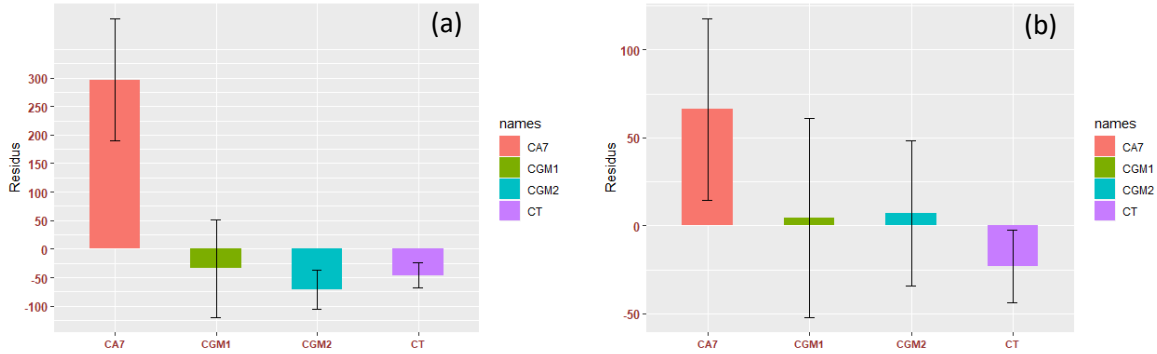 (a)
Residus
300
250
200
150
100
50
0
-50
-100
CA7 CGM1 CGM2 CT
names
CA7
CGM1
CGM2
CT
(b)
Residus
100
50
0
-50
CA7 CGM1 CGM2 CT
names
CA7
CGM1
CGM2
CT